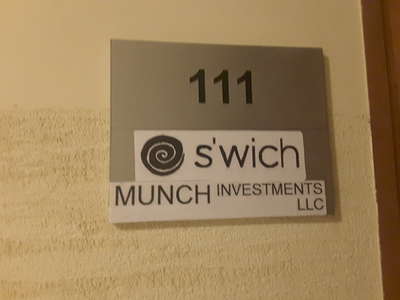 111
s'wich
MUNCH INVESTMENTS
LLC